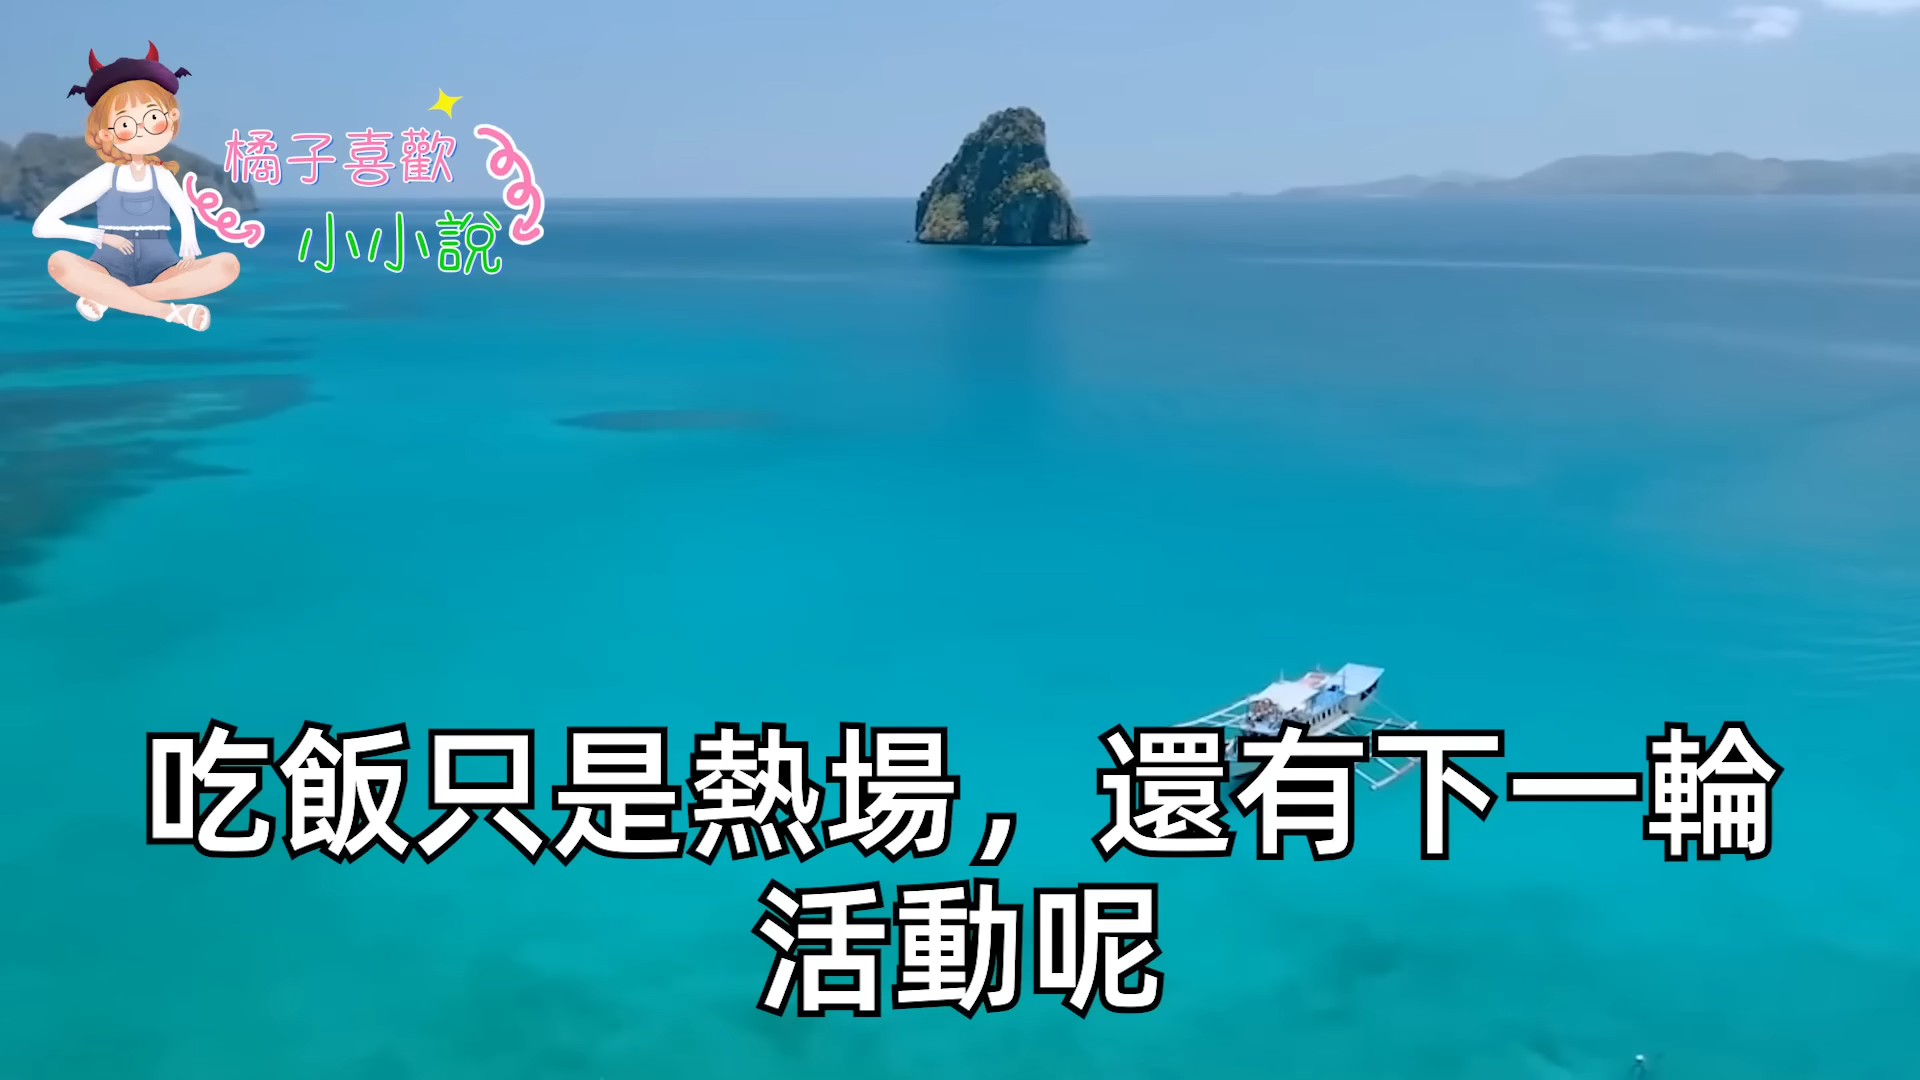 橘子喜歡
小小說
吃飯只是熱場，還有下一輪
活動呢